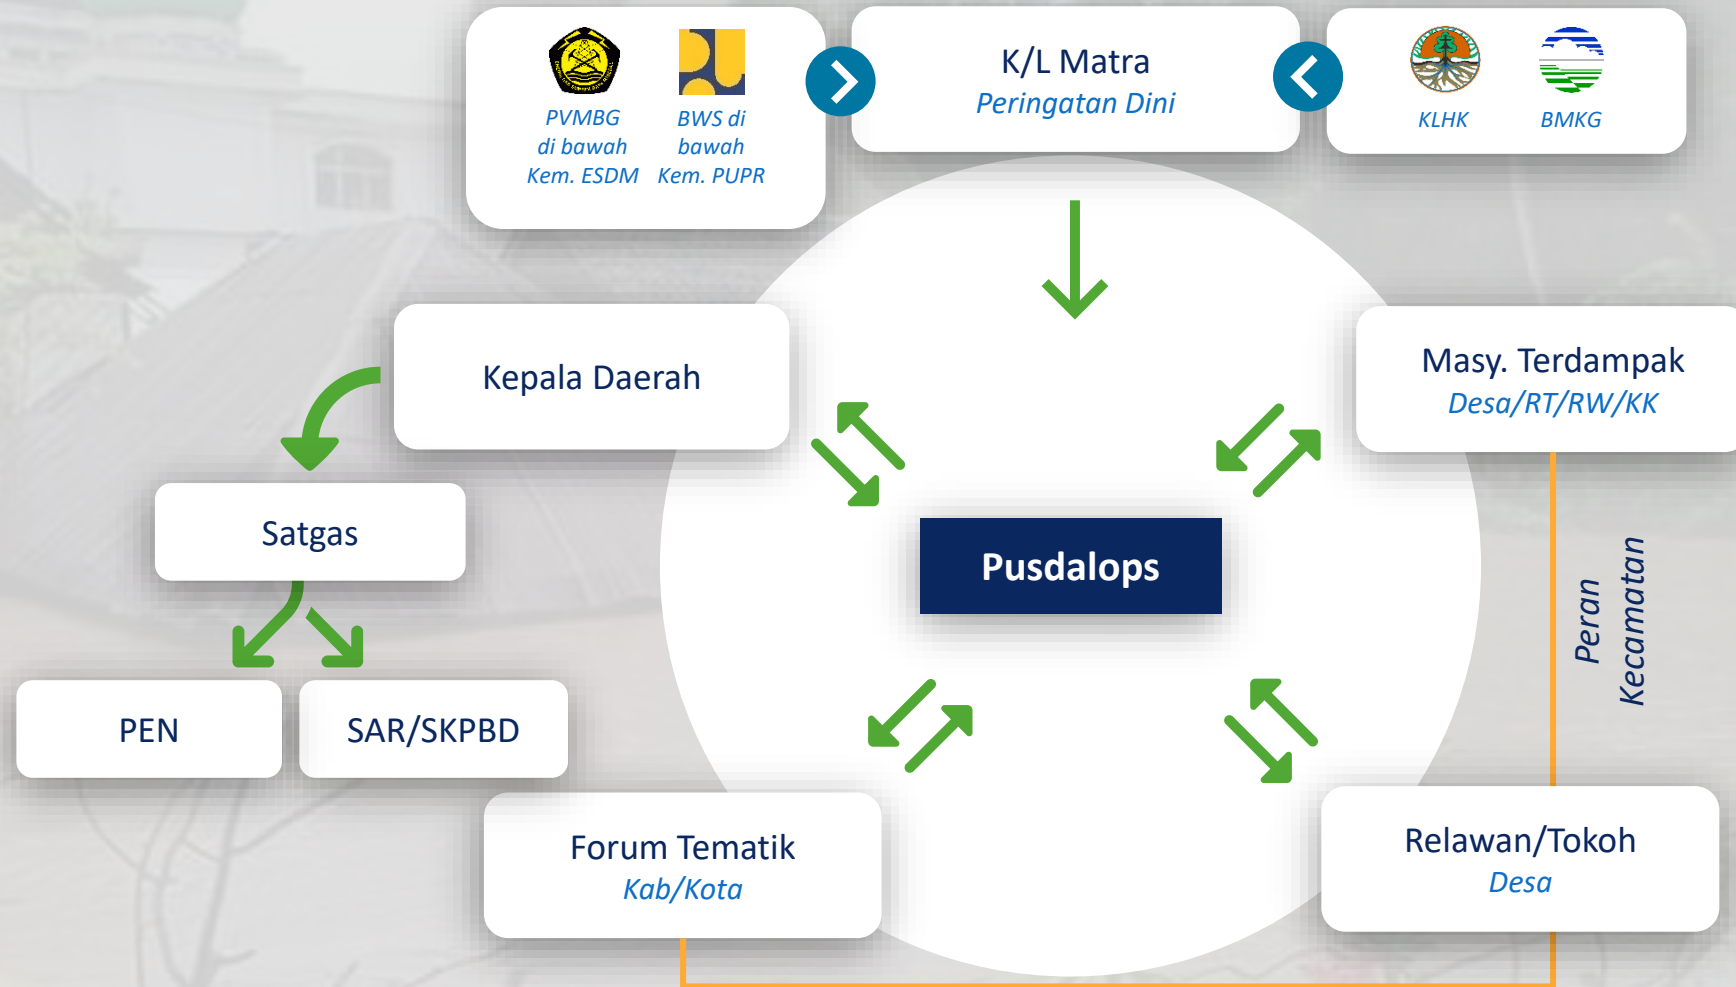 PVMBG
di bawah
Kem. ESDM
BWS di
bawah
Kem. PUPR
K/L Matra
Peringatan Dini
KLHK
BMKG
Kepala Daerah
Masy. Terdampak
Desa/RT/RW/KK
Satgas
Pusdalops
Peran
Kecamatan
PEN
SAR/SKPBD
Forum Tematik
Kab/Kota
Relawan/Tokoh
Desa